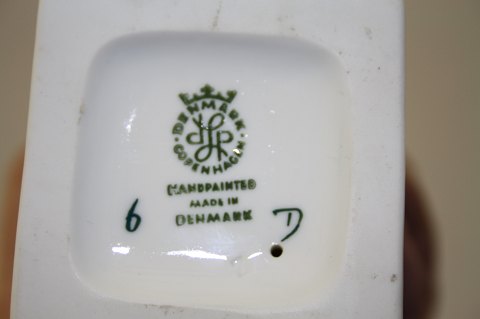 DENMARK
COPENHAGEN
HANDPAINTED
MADE IN
DENMARK
6 D